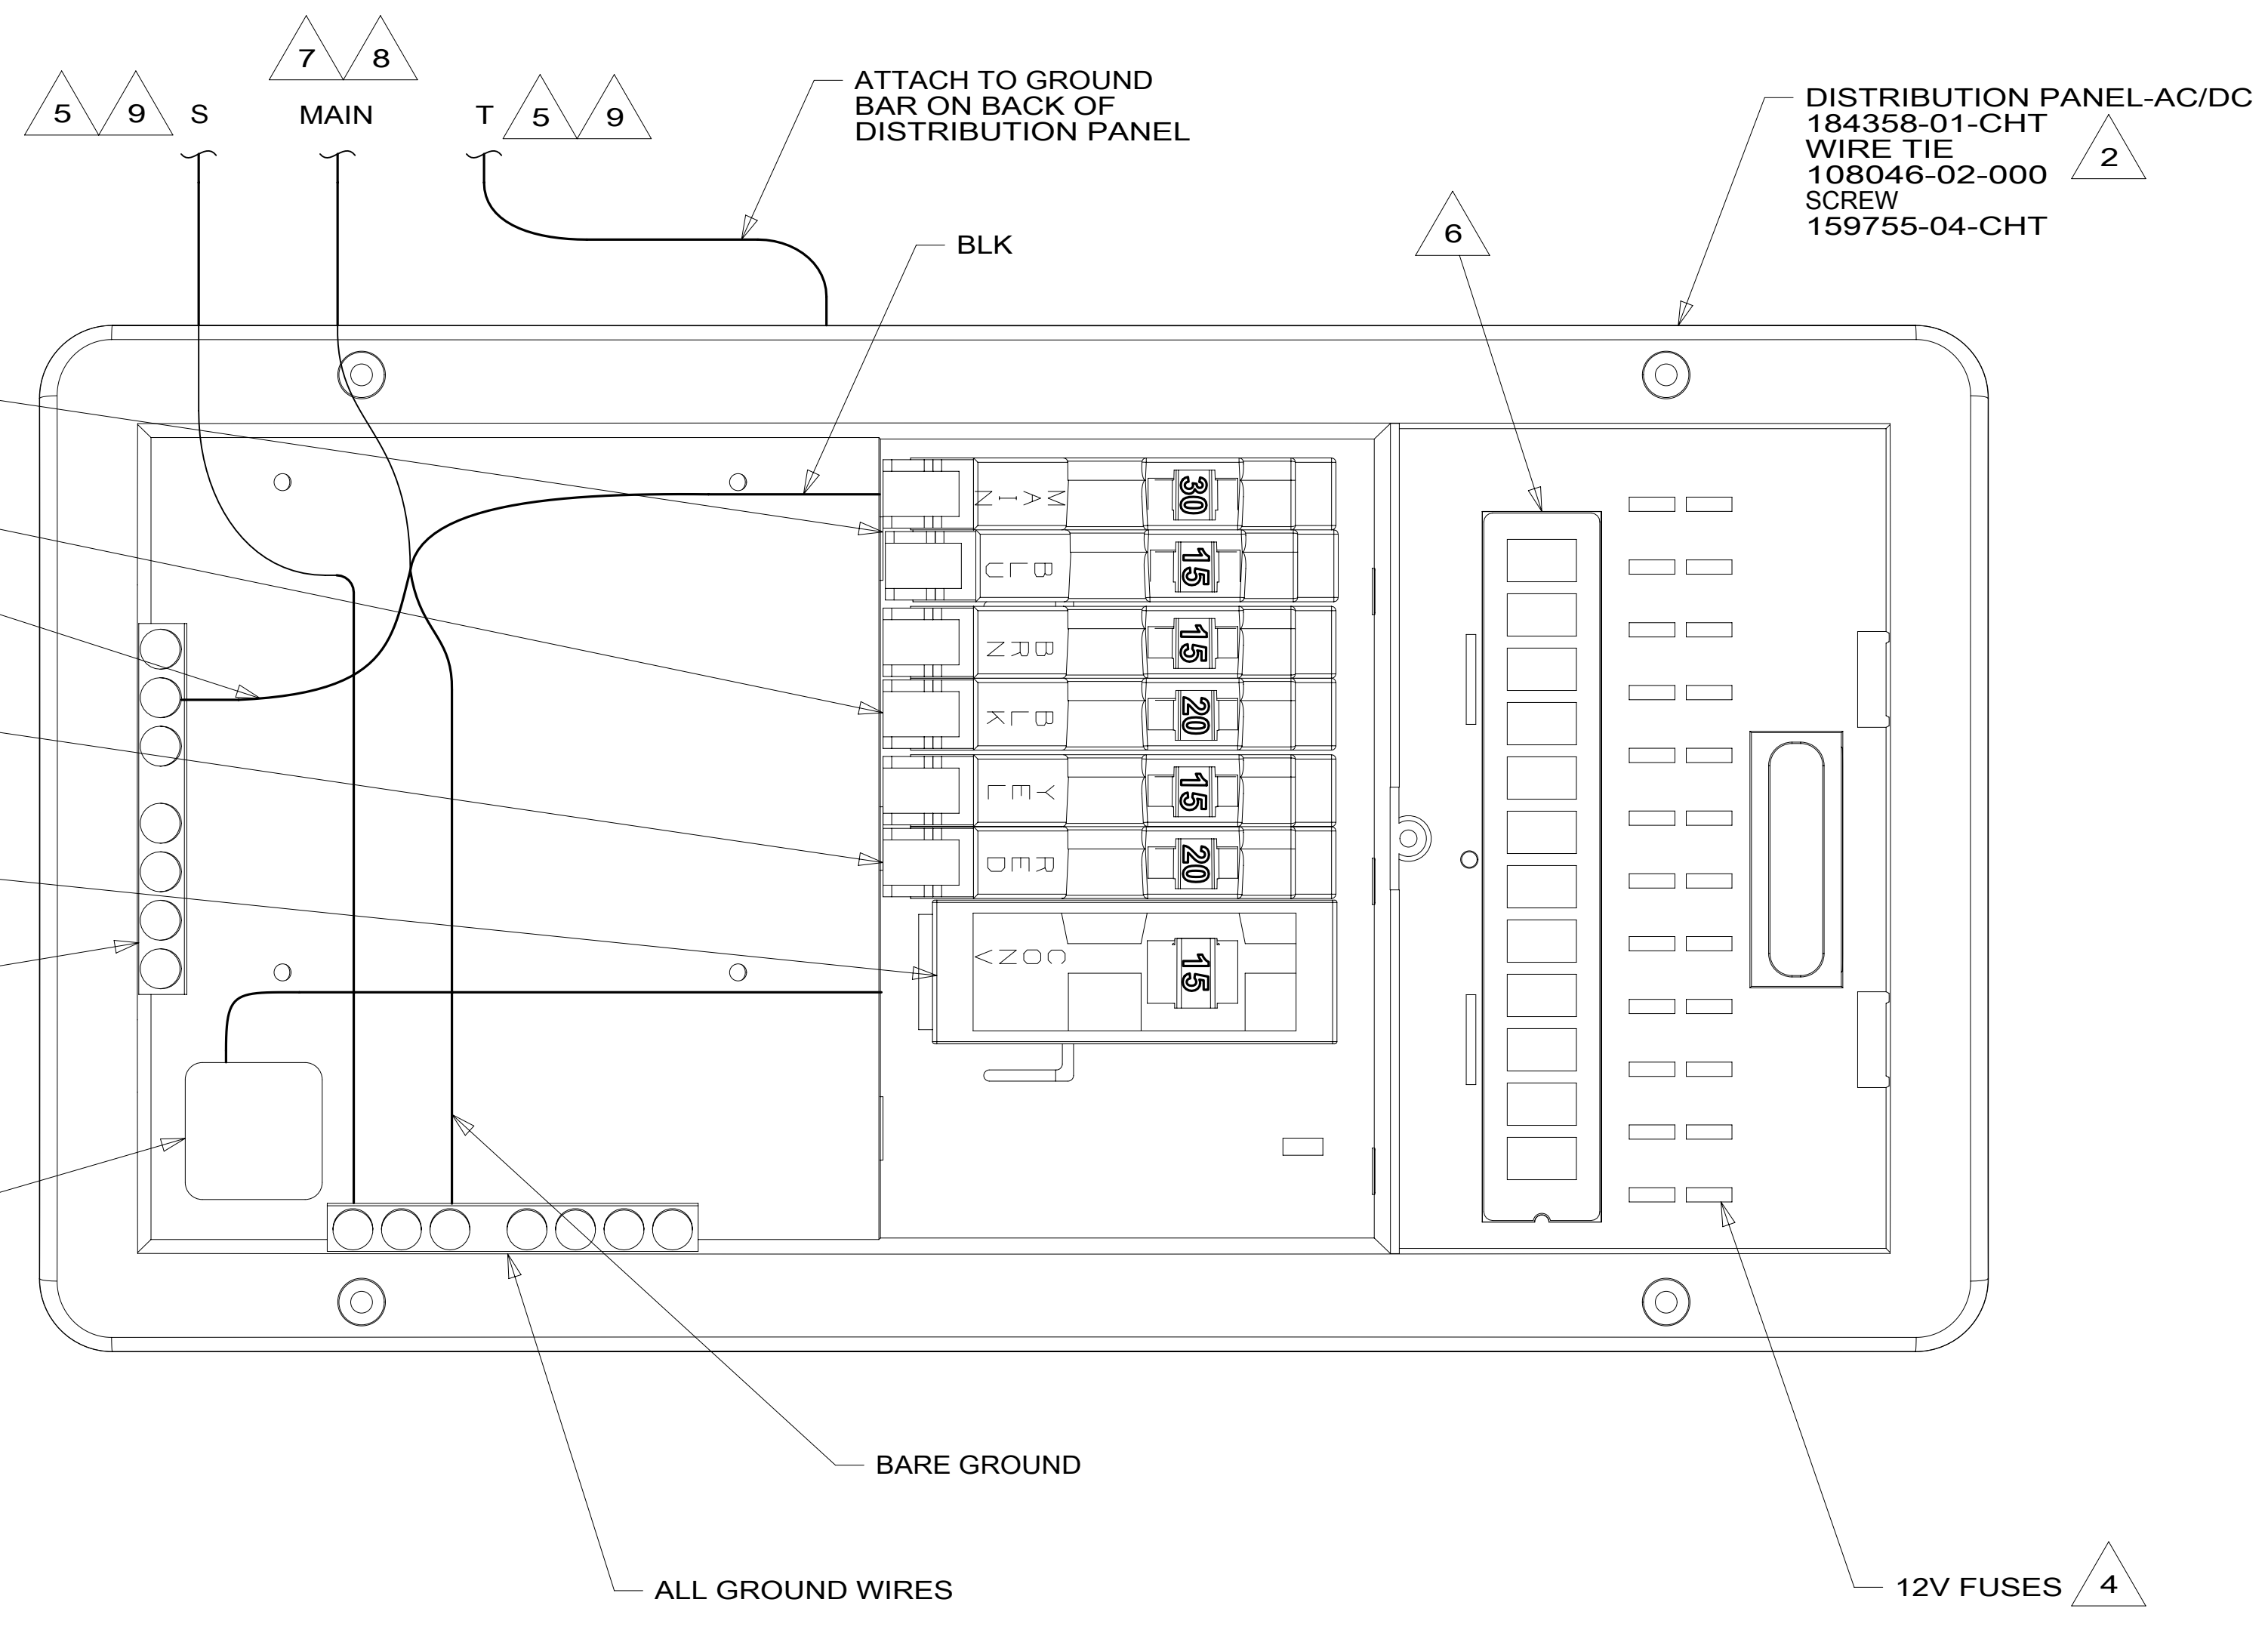 7 8
5 9 S
MAIN
T 5 9
ATTACH TO GROUND
BAR ON BACK OF
DISTRIBUTION PANEL
DISTRIBUTION PANEL-AC/DC
184358-01-CHT
WIRE TIE
108046-02-000
SCREW
159755-04-CHT
2
BLK
6
MAIN
30
BLU
15
BRN
15
BLK
20
YEL
15
RED
20
CONV
15
BARE GROUND
ALL GROUND WIRES
12V FUSES 4